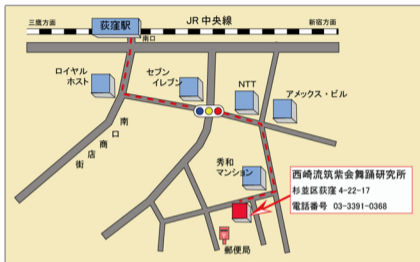 三鷹方面
荻窪駅
JR 中央線
新宿方面
南口
ロイヤル
ホスト
セブン
イレブン
NTT
アメックス・ビル
南口商店街
秀和
マンション
西崎流筑紫会舞踊研究所
杉並区荻窪 4-22-17
電話番号 03-3391-0368
郵便局